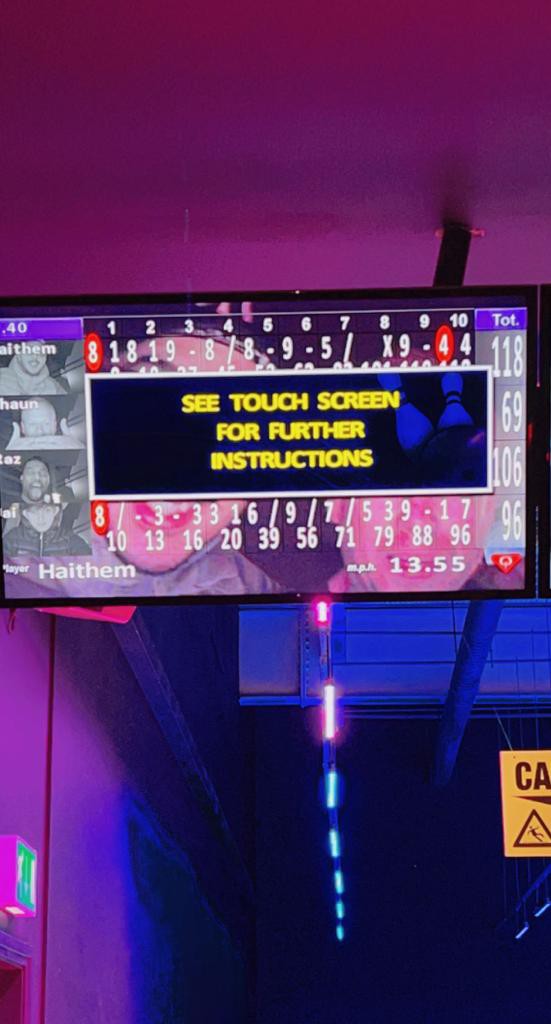 .40
1 2 3 4 5 6 7 8 9 10 Tot.
aithem
8 1 8 1 9 - 8 / 8 - 9 - 5 / X 9 - 4 4
118
SEE TOUCH SCREEN
FOR FURTHER
INSTRUCTIONS
haun
69
az
106
8 / - 3 - 3 3 1 6 / 9 / 7 / 5 3 9 - 1 7
96
10 13 16 20 39 56 71 79 88 96
layer Haithem
m.p.h. 13.55
CA